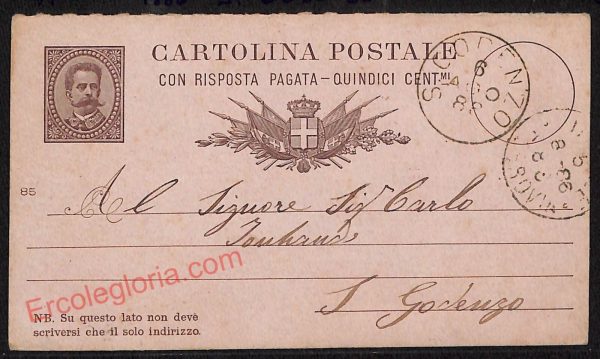 CARTOLINA POSTALE
CON RISPOSTA PAGATA – QUINDICI CENT.MI
85
Al Signore Sig Carlo
S Godenzo
Ercolegloria.com
NB. Su questo lato non deve
scriversi che il solo indirizzo.